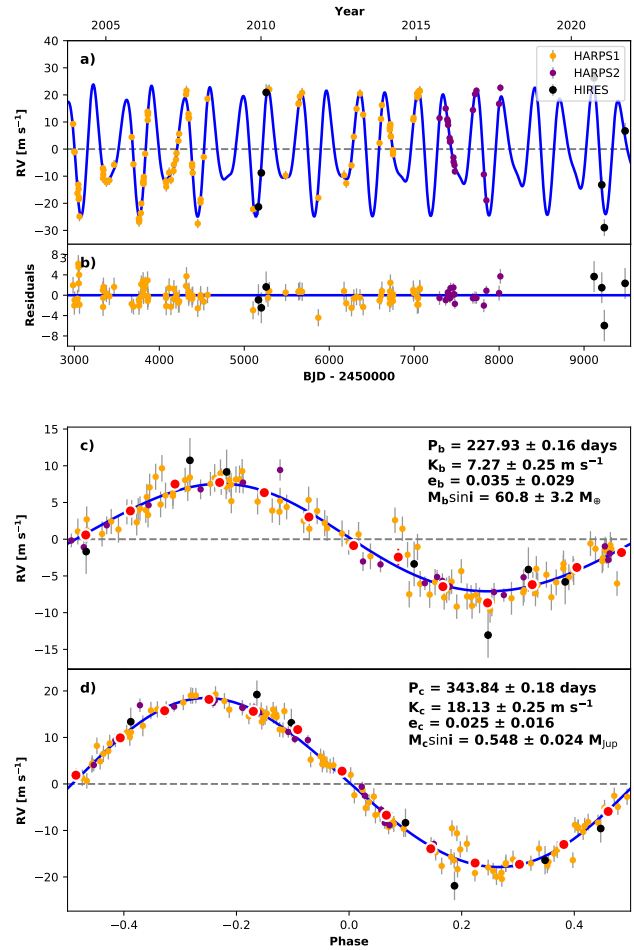 Year
2005 2010 2015 2020
a)
HARPS1
HARPS2
HIRES
40
30
20
10
0
−10
−20
−30
RV [m s⁻¹]
b)
8
4
0
−4
−8
Residuals
3000 4000 5000 6000 7000 8000 9000
BJD - 2450000
c)
P_b = 227.93 ± 0.16 days
K_b = 7.27 ± 0.25 m s⁻¹
e_b = 0.035 ± 0.029
M_b sini = 60.8 ± 3.2 M_⊕
15
10
5
0
−5
−10
−15
RV [m s⁻¹]
d)
P_c = 343.84 ± 0.18 days
K_c = 18.13 ± 0.25 m s⁻¹
e_c = 0.025 ± 0.016
M_c sini = 0.548 ± 0.024 M_Jup
20
10
0
−10
−20
RV [m s⁻¹]
−0.4 −0.2 0.0 0.2 0.4
Phase